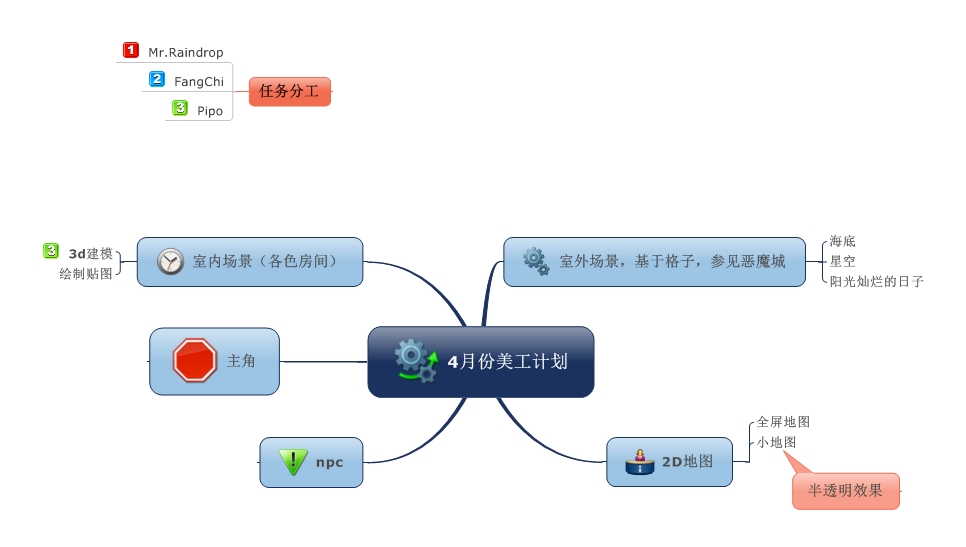 1 Mr.Raindrop
2 FangChi
3 Pipo
任务分工
3 3d建模
绘制贴图
室内场景（各色房间）
室外场景，基于格子，参见恶魔城
海底
星空
阳光灿烂的日子
主角
4月份美工计划
npc
2D地图
全屏地图
小地图
半透明效果